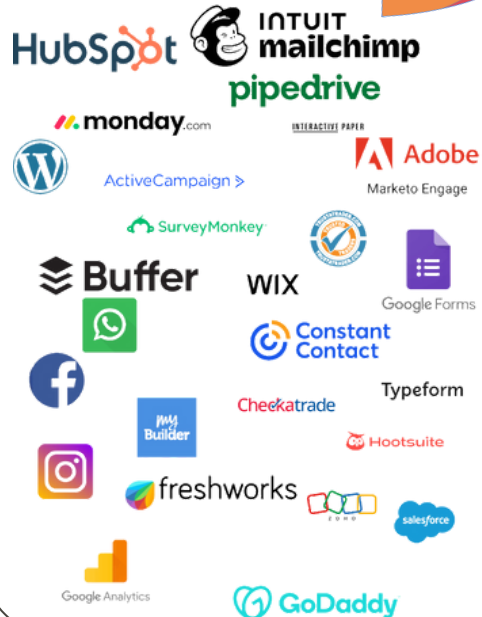 HubSpot
INTUIT
mailchimp
pipedrive
monday.com
INTERACTIVE PAPER
Adobe
Marketo Engage
ActiveCampaign >
SurveyMonkey
Buffer
WIX
Google Forms
Constant
Contact
Checkatrade
Typeform
my
Builder
Hootsuite
freshworks
ZOHO
salesforce
Google Analytics
GoDaddy